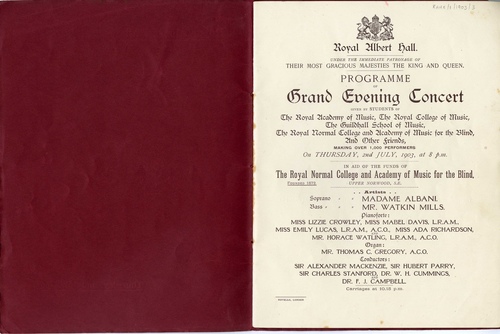 Royal Albert Hall.
UNDER THE IMMEDIATE PATRONAGE OF
THEIR MOST GRACIOUS MAJESTIES THE KING AND QUEEN.
PROGRAMME
OF
Grand Evening Concert
GIVEN BY STUDENTS OF
The Royal Academy of Music, The Royal College of Music,
The Guildhall School of Music,
The Royal Normal College and Academy of Music for the Blind,
And Other Friends,
MAKING OVER 1,000 PERFORMERS
On THURSDAY, 2nd JULY, 1903, at 8 p.m.
IN AID OF THE FUNDS OF
The Royal Normal College and Academy of Music for the Blind,
FOUNDED 1872. UPPER NORWOOD, S.E.
Artists
Soprano - - MADAME ALBANI.
Bass - - MR. WATKIN MILLS.
Pianoforte:
MISS LIZZIE CROWLEY, MISS MABEL DAVIS, L.R.A.M.,
MISS EMILY LUCAS, L.R.A.M., A.C.O., MISS ADA RICHARDSON,
MR. HORACE WATLING, L.R.A.M., A.C.O.
Organ:
MR. THOMAS C. GREGORY, A.C.O.
Conductors:
SIR ALEXANDER MACKENZIE, SIR HUBERT PARRY,
SIR CHARLES STANFORD, DR. W. H. CUMMINGS,
DR. F. J. CAMPBELL.
Carriages at 10.15 p.m.